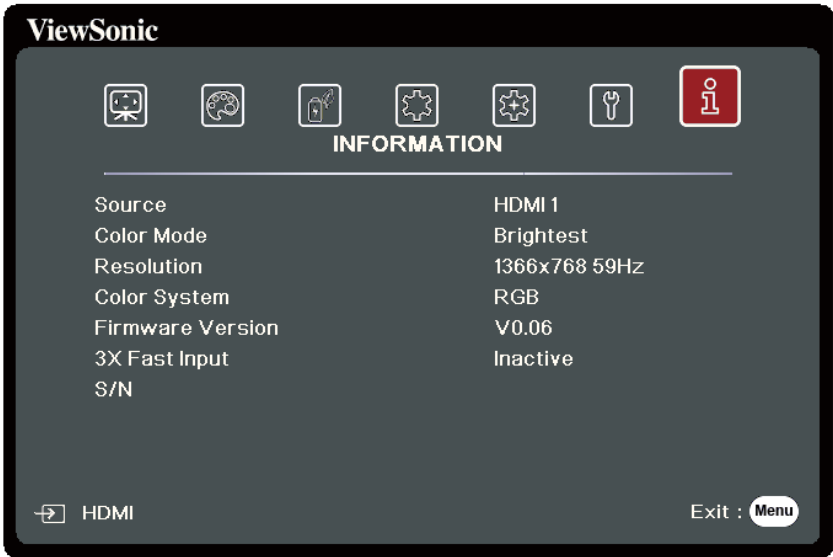 ViewSonic
INFORMATION
Source HDMI 1
Color Mode Brightest
Resolution 1366x768 59Hz
Color System RGB
Firmware Version V0.06
3X Fast Input Inactive
S/N
HDMI Exit : Menu